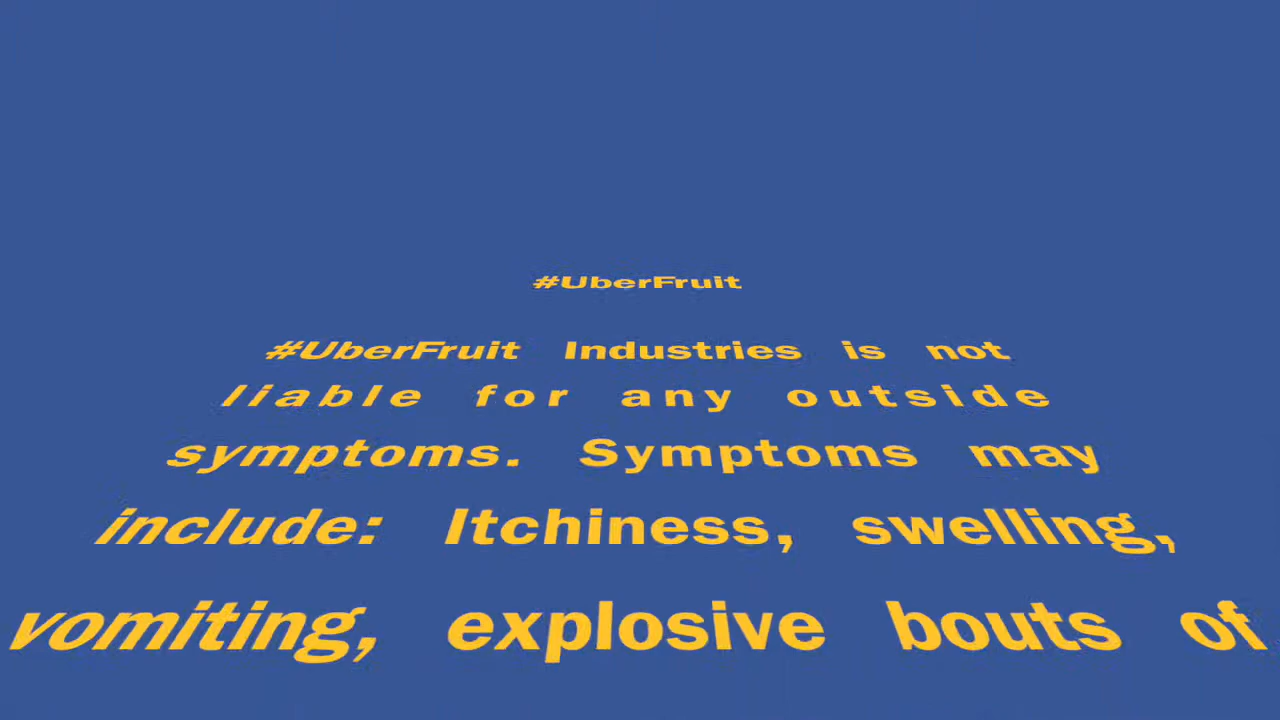 #UberFruit
#UberFruit Industries is not
liable for any outside
symptoms. Symptoms may
include: Itchiness, swelling,
vomiting, explosive bouts of